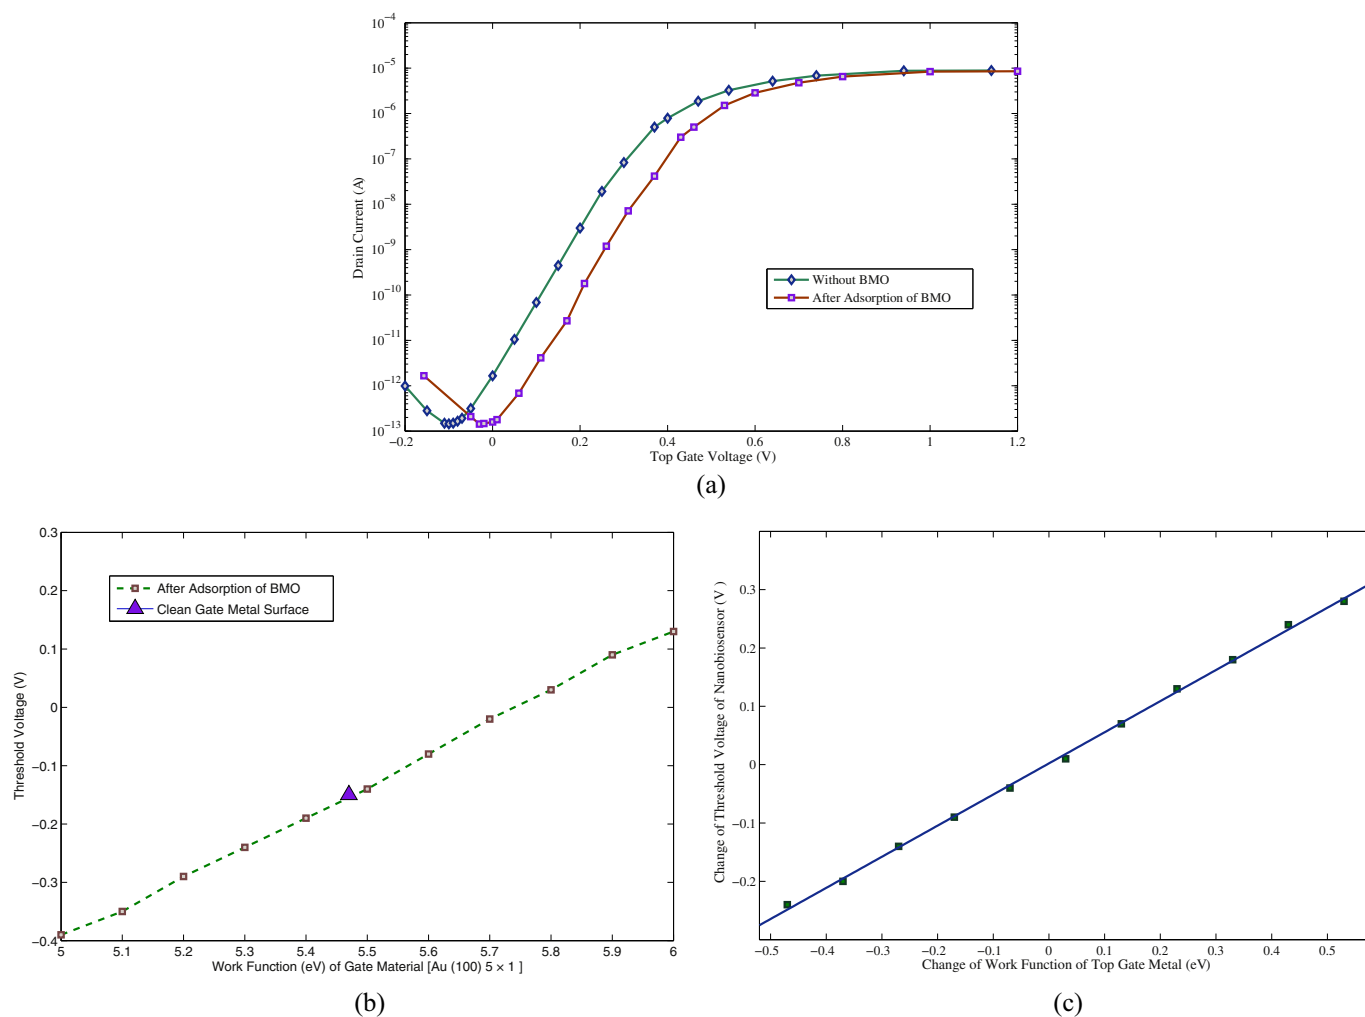 10⁻⁴
10⁻⁵
10⁻⁶
10⁻⁷
10⁻⁸
10⁻⁹
10⁻¹⁰
10⁻¹¹
10⁻¹²
10⁻¹³
Drain Current (A)
Without BMO
After Adsorption of BMO
−0.2 0 0.2 0.4 0.6 0.8 1 1.2
Top Gate Voltage (V)
(a)
0.3
0.2
0.1
0
−0.1
−0.2
−0.3
−0.4
Threshold Voltage (V)
After Adsorption of BMO
Clean Gate Metal Surface
5 5.1 5.2 5.3 5.4 5.5 5.6 5.7 5.8 5.9 6
Work Function (eV) of Gate Material [Au (100) 5 × 1 ]
(b)
0.3
0.2
0.1
0
−0.1
−0.2
Change of Threshold Voltage of Nanobiosensor (V )
−0.5 −0.4 −0.3 −0.2 −0.1 0 0.1 0.2 0.3 0.4 0.5
Change of Work Function of Top Gate Metal (eV)
(c)